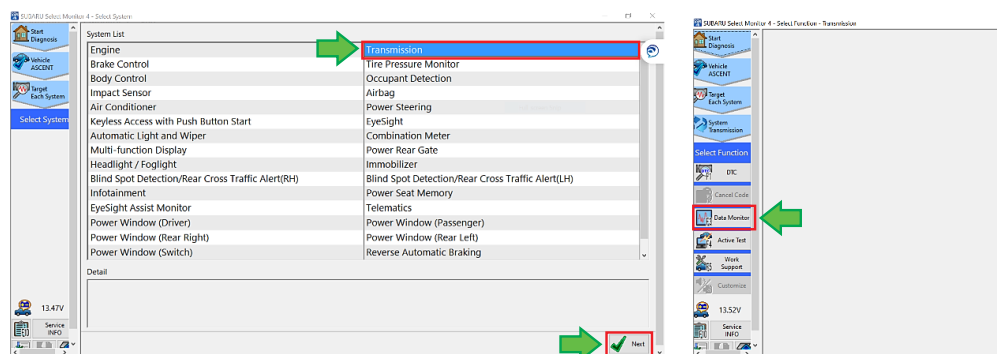 SUBARU Select Monitor 4 - Select System
Start
Diagnosis
Vehicle
ASCENT
Target
Each System
Select System
13.47V
Service
INFO
System List
Engine
Transmission
Brake Control
Tire Pressure Monitor
Body Control
Occupant Detection
Impact Sensor
Airbag
Air Conditioner
Power Steering
Keyless Access with Push Button Start
EyeSight
Automatic Light and Wiper
Combination Meter
Multi-function Display
Power Rear Gate
Headlight / Foglight
Immobilizer
Blind Spot Detection/Rear Cross Traffic Alert(RH)
Blind Spot Detection/Rear Cross Traffic Alert(LH)
Infotainment
Power Seat Memory
EyeSight Assist Monitor
Telematics
Power Window (Driver)
Power Window (Passenger)
Power Window (Rear Right)
Power Window (Rear Left)
Power Window (Switch)
Reverse Automatic Braking
Detail
Next
SUBARU Select Monitor 4 - Select Function - Transmission
Start
Diagnosis
Vehicle
ASCENT
Target
Each System
System
Transmission
Select Function
DTC
Cancel Code
Data Monitor
Active Test
Work
Support
Customize
13.52V
Service
INFO